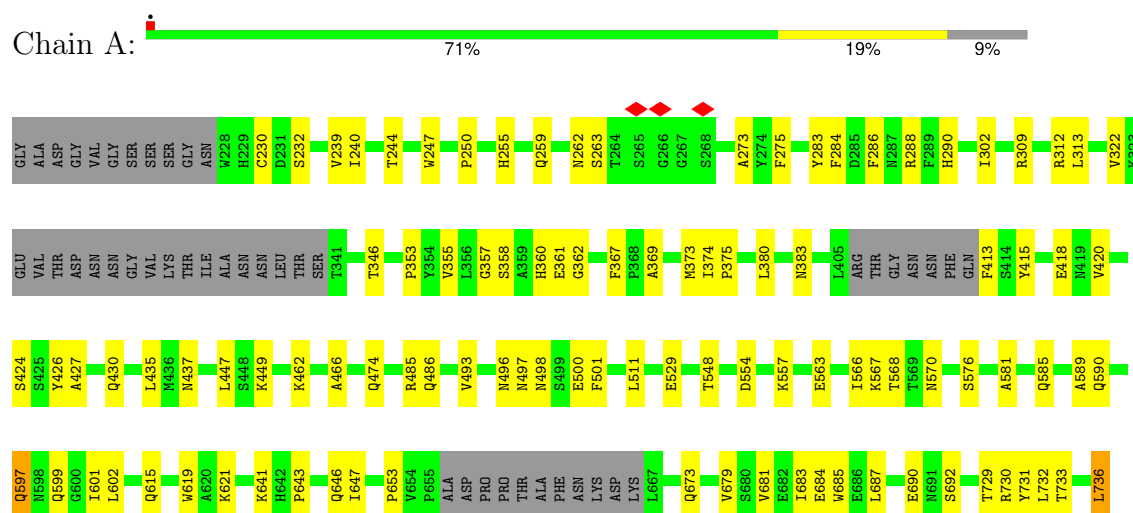 Chain A:
71% 19% 9%
GLY ALA ASP GLY VAL GLY SER SER SER GLY ASN W228 H229 C230 D231 S232 V239 I240 T244 W247 P250 H255 Q259 N262 S263 T264 S265 G266 G267 S268 A273 Y274 F275 Y283 F284 D285 F286 N287 R288 F289 H290 I302 R309 R312 L313 V322 K323
GLU VAL THR ASP ASN ASN GLY VAL LYS THR ILE ALA ASN ASN LEU THR SER T341 T346 P353 Y354 V355 L356 G357 S358 A359 H360 E361 G362 F367 P368 A369 M373 I374 P375 L380 N383 L405 ARG THR GLY ASN ASN PHE GLN F413 S414 Y415 E418 N419 V420
S424 S425 Y426 A427 Q430 L435 M436 N437 L447 S448 K449 K462 A466 Q474 R485 Q486 V493 N496 N497 N498 S499 E500 F501 L511 E529 T548 D554 K557 E563 I566 K567 T568 T569 N570 S576 A581 Q585 A589 Q590
Q597 N598 Q599 G600 I601 L602 Q615 W619 A620 K621 K641 H642 P643 Q646 I647 P653 V654 P655 ALA ASP PRO PRO THR ALA PHE ASN LYS ASP LYS L667 Q673 V679 S680 V681 E682 I683 E684 W685 E686 L687 E690 N691 S692 T729 R730 Y731 L732 T733 L736